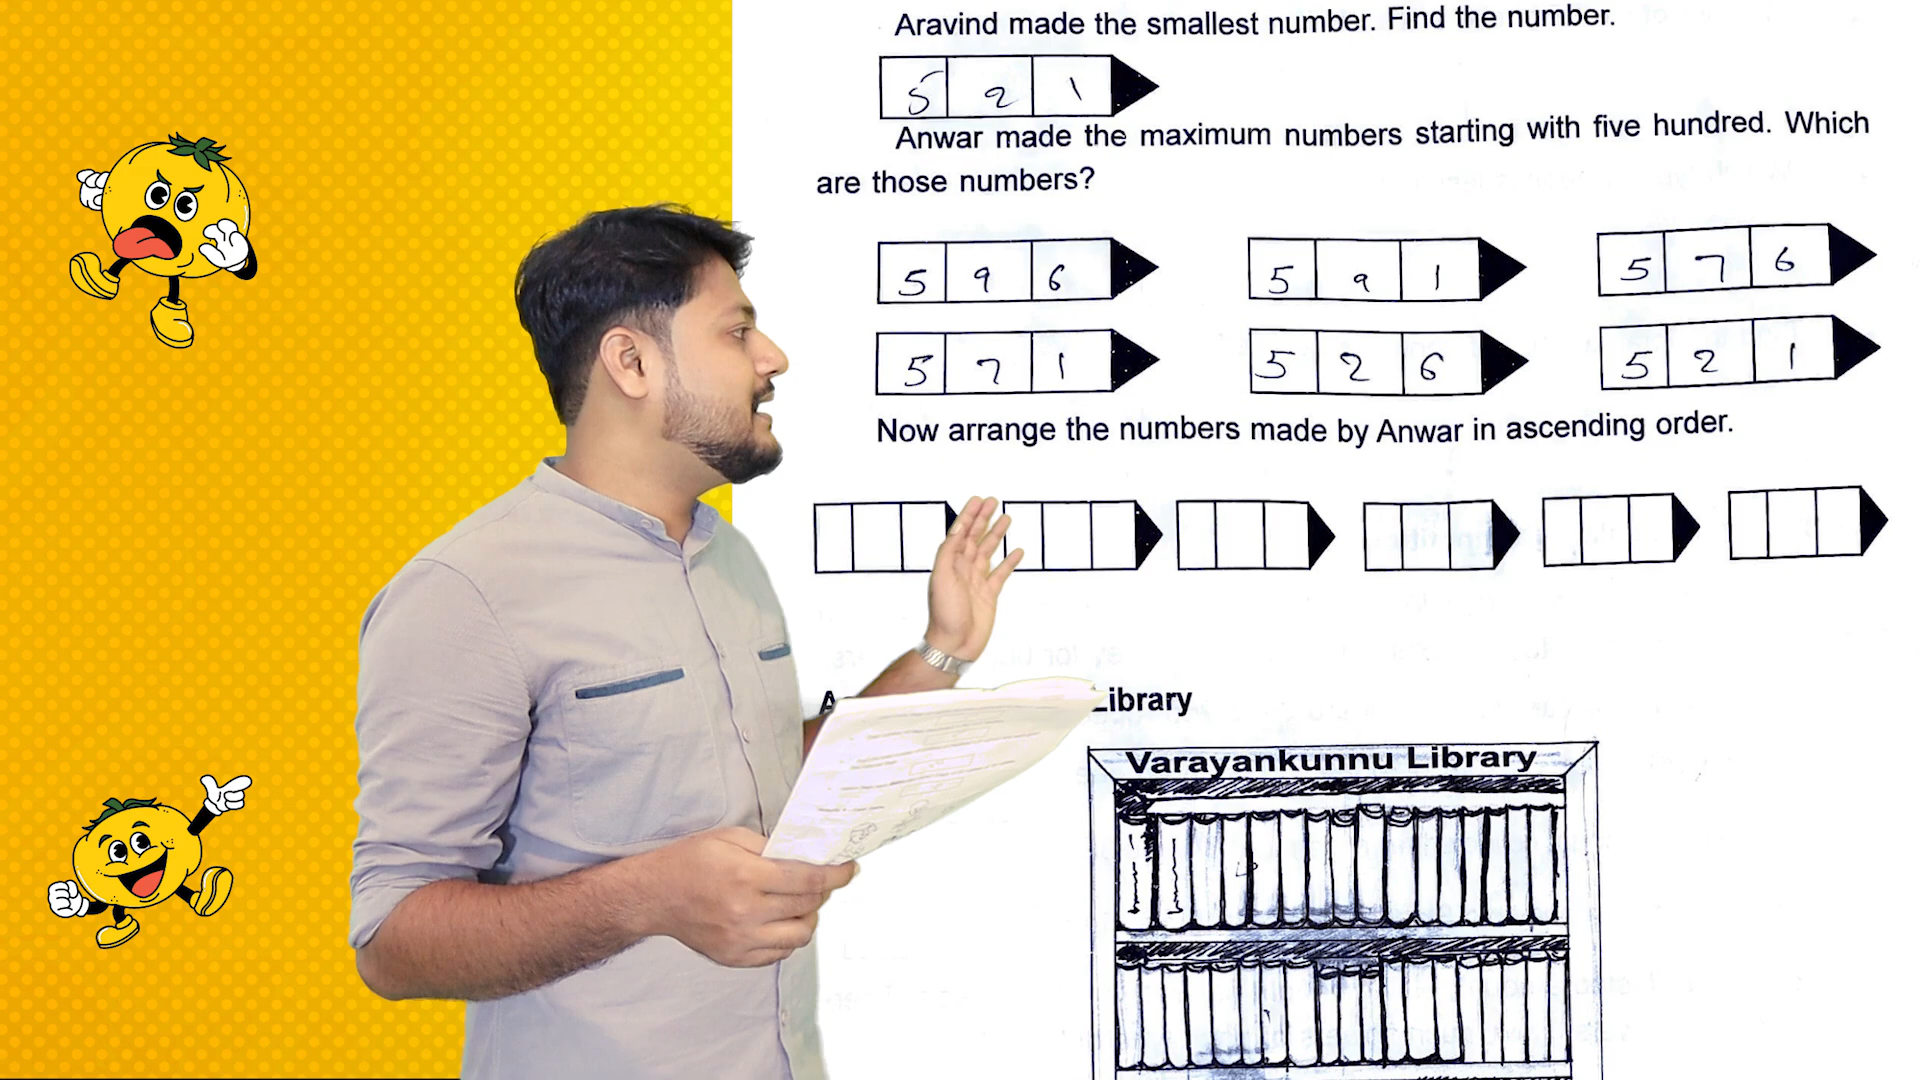 Aravind made the smallest number. Find the number.
5 2 1
Anwar made the maximum numbers starting with five hundred. Which
are those numbers?
5 9 6 5 9 1 5 7 6
5 7 1 5 2 6 5 2 1
Now arrange the numbers made by Anwar in ascending order.
Library
Varayankunnu Library